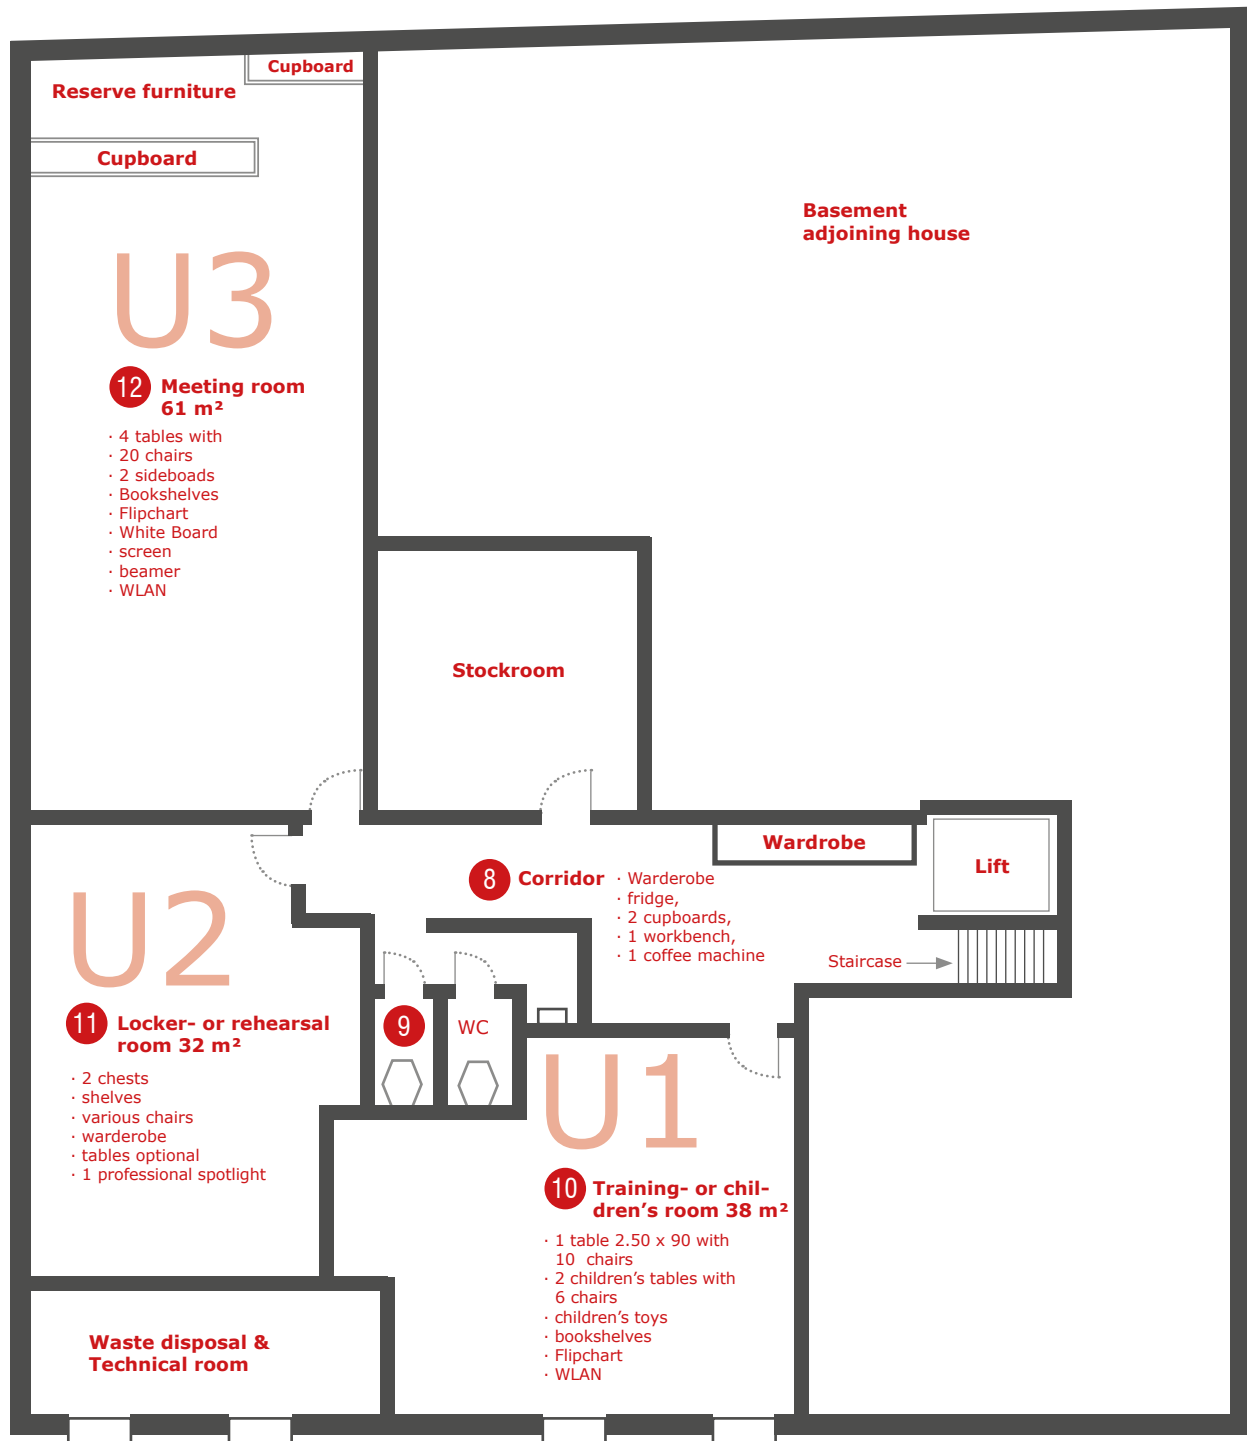 Cupboard
Reserve furniture
Cupboard
Basement
adjoining house
U3
12 Meeting room
61 m²
· 4 tables with
· 20 chairs
· 2 sideboads
· Bookshelves
· Flipchart
· White Board
· screen
· beamer
· WLAN
Stockroom
Wardrobe
Lift
8 Corridor
· Warderobe
· fridge,
· 2 cupboards,
· 1 workbench,
· 1 coffee machine
Staircase
U2
11 Locker- or rehearsal
room 32 m²
· 2 chests
· shelves
· various chairs
· warderobe
· tables optional
· 1 professional spotlight
9
WC
U1
10 Training- or chil-
dren’s room 38 m²
· 1 table 2.50 x 90 with
10 chairs
· 2 children’s tables with
6 chairs
· children’s toys
· bookshelves
· Flipchart
· WLAN
Waste disposal &
Technical room